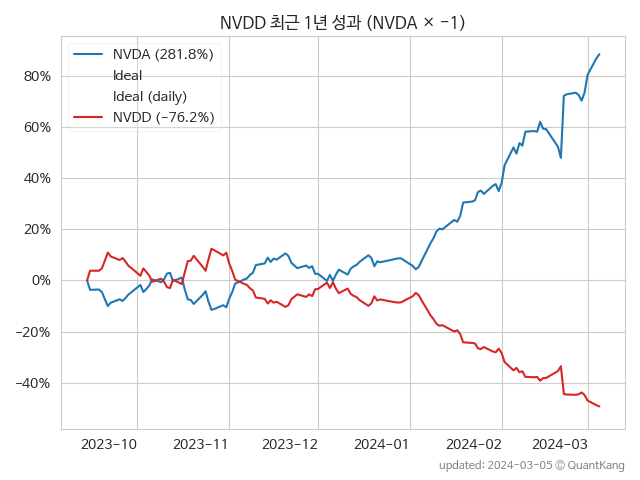 NVDD 최근 1년 성과 (NVDA × -1)
NVDA (281.8%)
Ideal
Ideal (daily)
NVDD (-76.2%)
80%
60%
40%
20%
0%
−20%
−40%
2023-10
2023-11
2023-12
2024-01
2024-02
2024-03
updated: 2024-03-05 © QuantKang